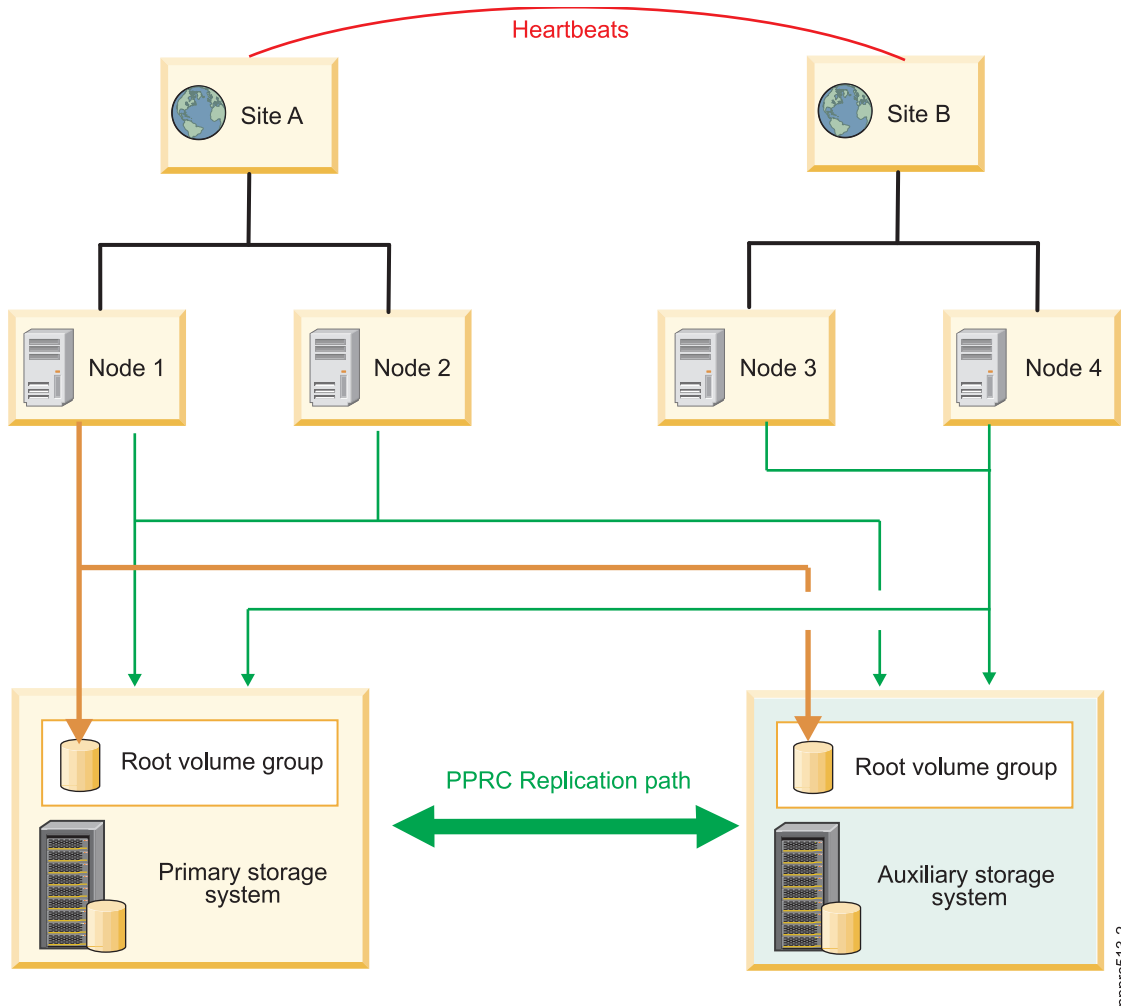 Heartbeats
Site A
Site B
Node 1
Node 2
Node 3
Node 4
Root volume group
Root volume group
PPRC Replication path
Primary storage
system
Auxiliary storage
system